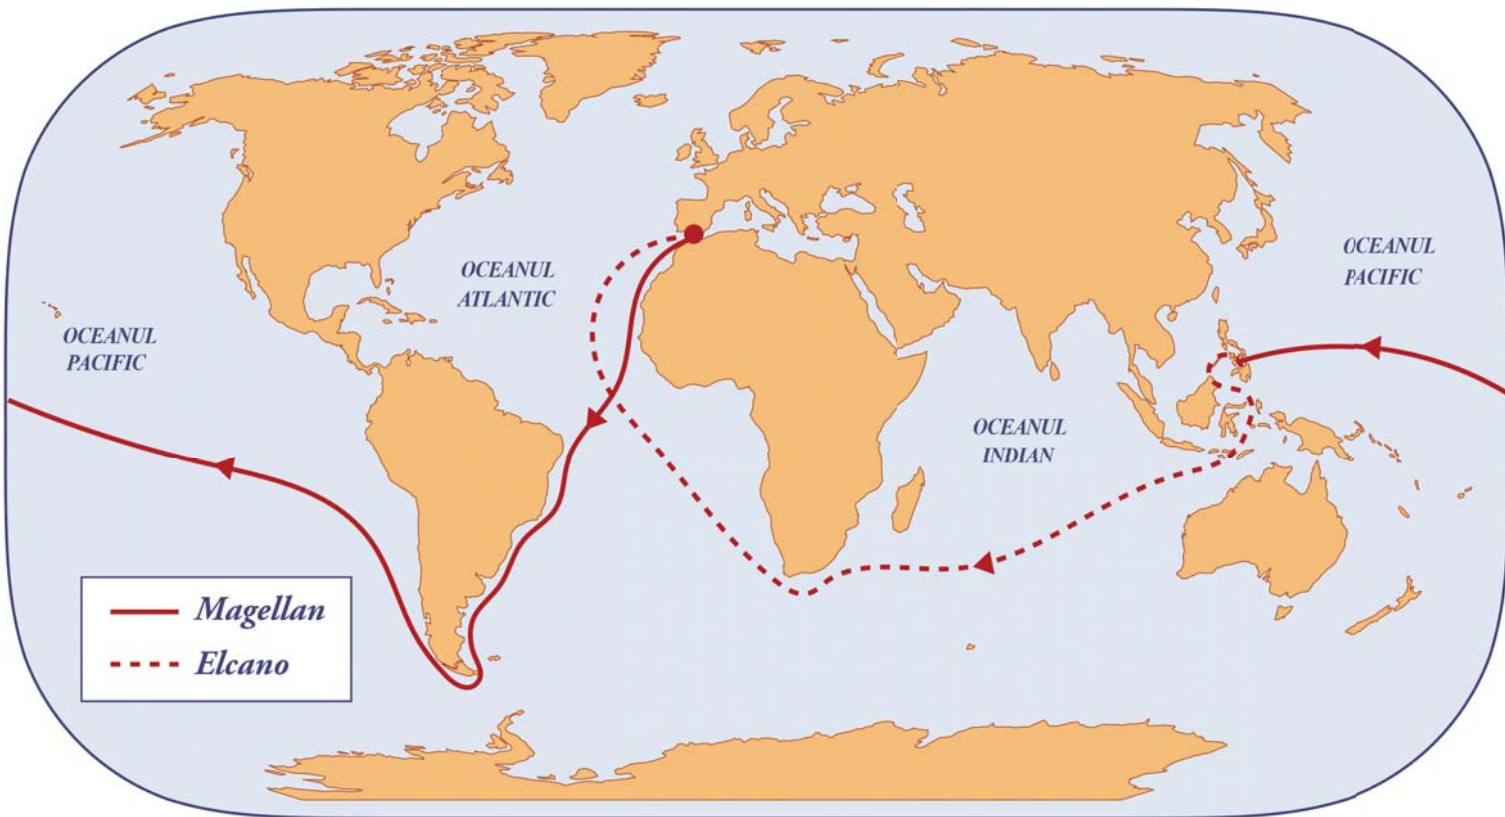 OCEANUL
ATLANTIC
OCEANUL
PACIFIC
OCEANUL
PACIFIC
OCEANUL
INDIAN
Magellan
Elcano